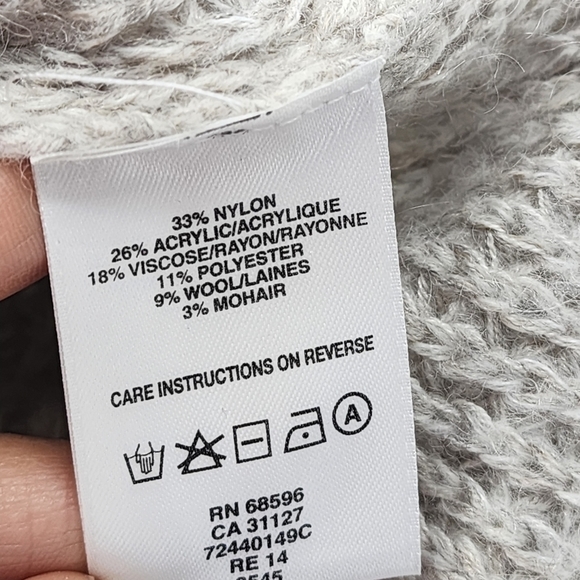 33% NYLON
26% ACRYLIC/ACRYLIQUE
18% VISCOSE/RAYON/RAYONNE
11% POLYESTER
9% WOOL/LAINES
3% MOHAIR
CARE INSTRUCTIONS ON REVERSE
A
RN 68596
CA 31127
72440149C
RE 14